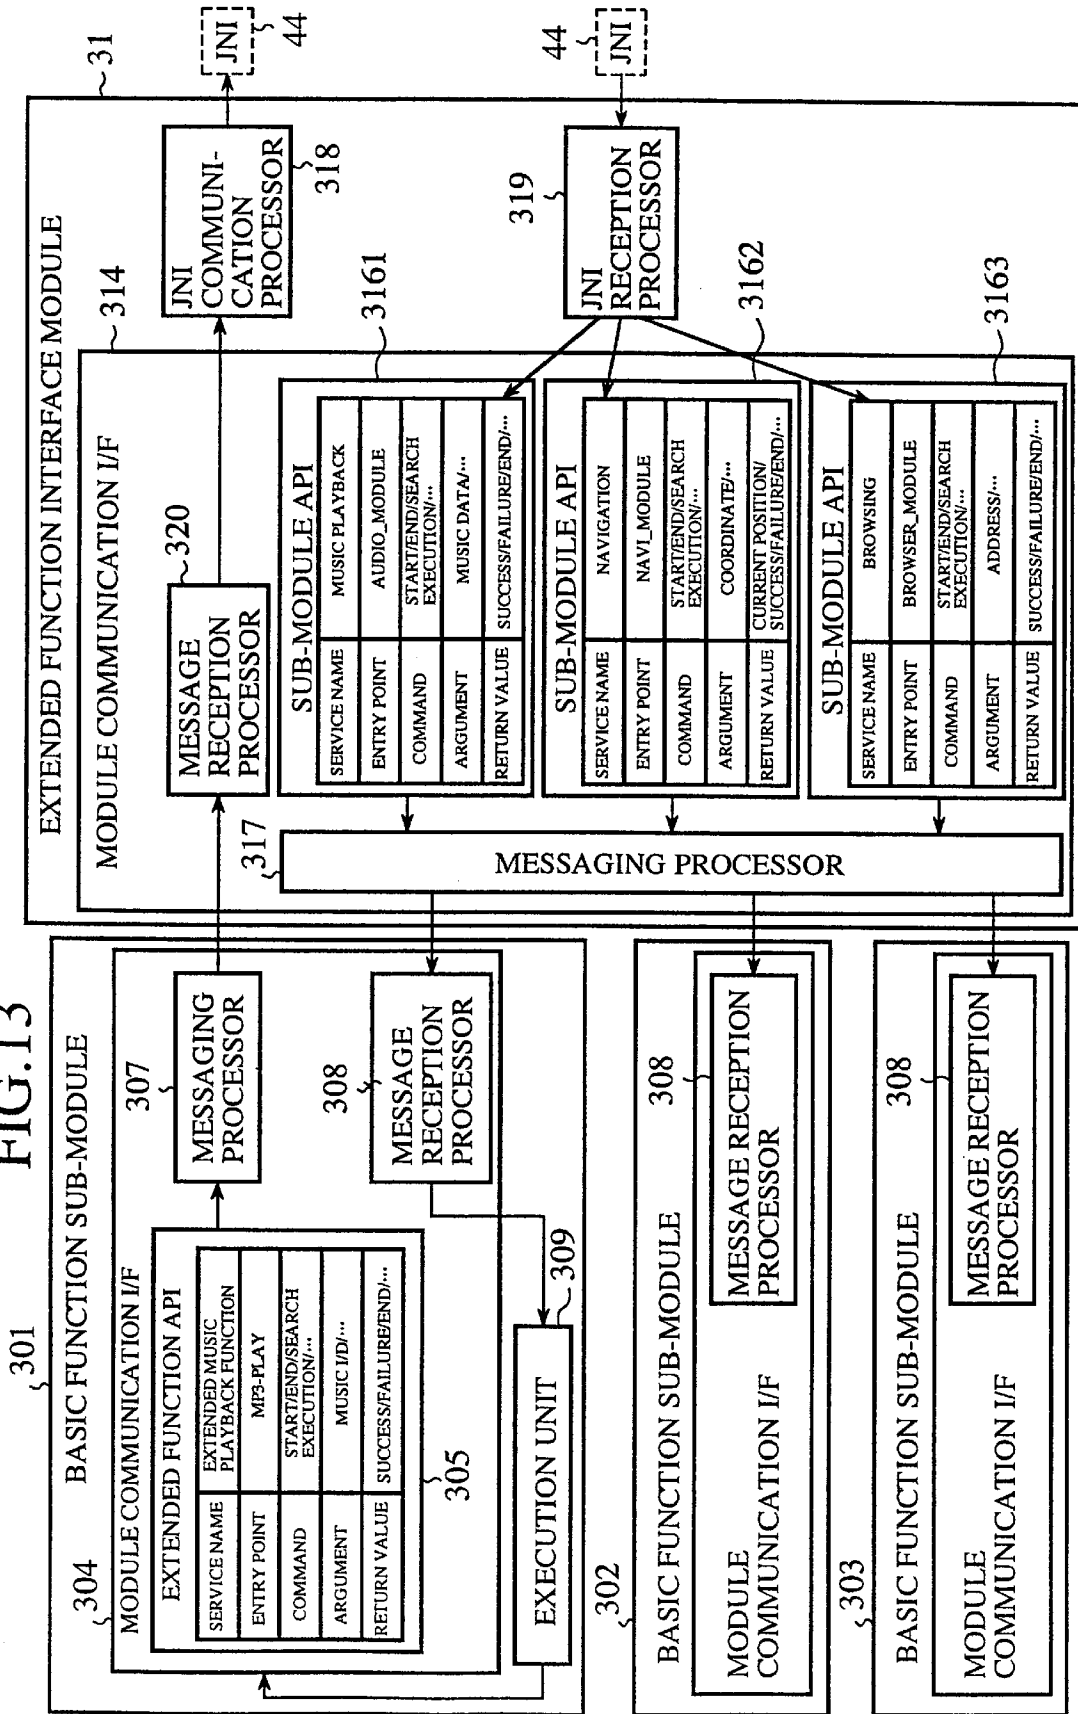 FIG.13
301
BASIC FUNCTION SUB-MODULE
304
MODULE COMMUNICATION I/F
EXTENDED FUNCTION API
SERVICE NAME
EXTENDED MUSIC
PLAYBACK FUNCTION
ENTRY POINT
MP3-PLAY
COMMAND
START/END/SEARCH
EXECUTION/...
ARGUMENT
MUSIC I/D/...
RETURN VALUE
SUCCESS/FAILURE/END/...
305
307
MESSAGING
PROCESSOR
308
MESSAGE
RECEPTION
PROCESSOR
309
EXECUTION UNIT
302
BASIC FUNCTION SUB-MODULE
MODULE
COMMUNICATION I/F
308
MESSAGE RECEPTION
PROCESSOR
303
BASIC FUNCTION SUB-MODULE
MODULE
COMMUNICATION I/F
308
MESSAGE RECEPTION
PROCESSOR
31
EXTENDED FUNCTION INTERFACE MODULE
314
MODULE COMMUNICATION I/F
320
MESSAGE
RECEPTION
PROCESSOR
317
MESSAGING PROCESSOR
3161
SUB-MODULE API
SERVICE NAME
MUSIC PLAYBACK
ENTRY POINT
AUDIO_MODULE
COMMAND
START/END/SEARCH
EXECUTION/...
ARGUMENT
MUSIC DATA/...
RETURN VALUE
SUCCESS/FAILURE/END/...
3162
SUB-MODULE API
SERVICE NAME
NAVIGATION
ENTRY POINT
NAVI_MODULE
COMMAND
START/END/SEARCH
EXECUTION/...
ARGUMENT
COORDINATE/...
RETURN VALUE
CURRENT POSITION/
SUCCESS/FAILURE/END/...
3163
SUB-MODULE API
SERVICE NAME
BROWSING
ENTRY POINT
BROWSER_MODULE
COMMAND
START/END/SEARCH
EXECUTION/...
ARGUMENT
ADDRESS/...
RETURN VALUE
SUCCESS/FAILURE/END/...
JNI
COMMUNI-
CATION
PROCESSOR
318
319
JNI
RECEPTION
PROCESSOR
JNI
44
44
JNI